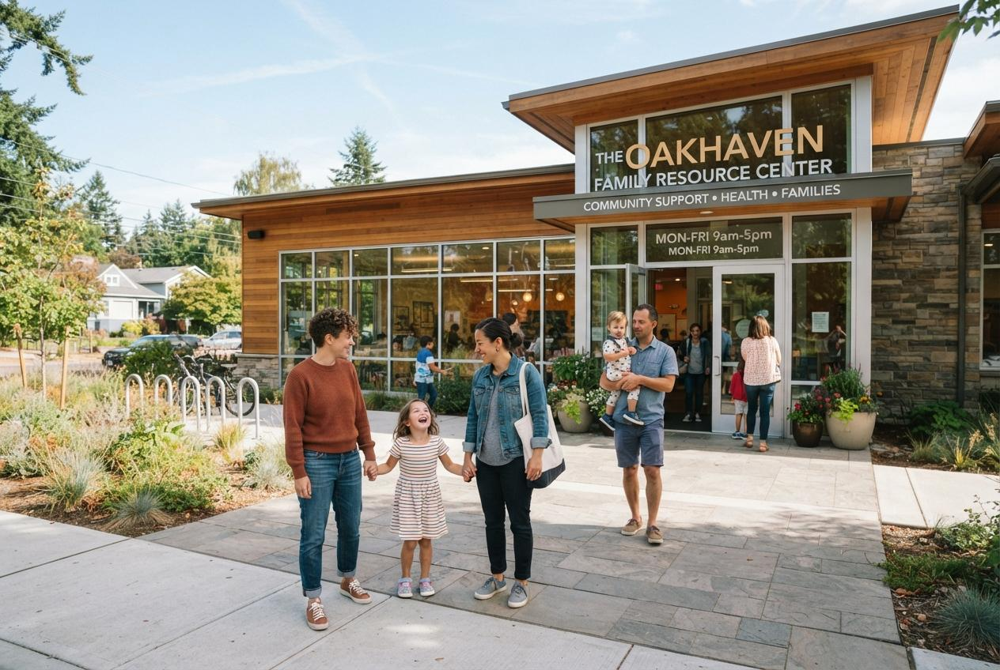 THE OAKHAVEN
FAMILY RESOURCE CENTER
COMMUNITY SUPPORT • HEALTH • FAMILIES
MON-FRI 9am-5pm
MON-FRI 9am-5pm